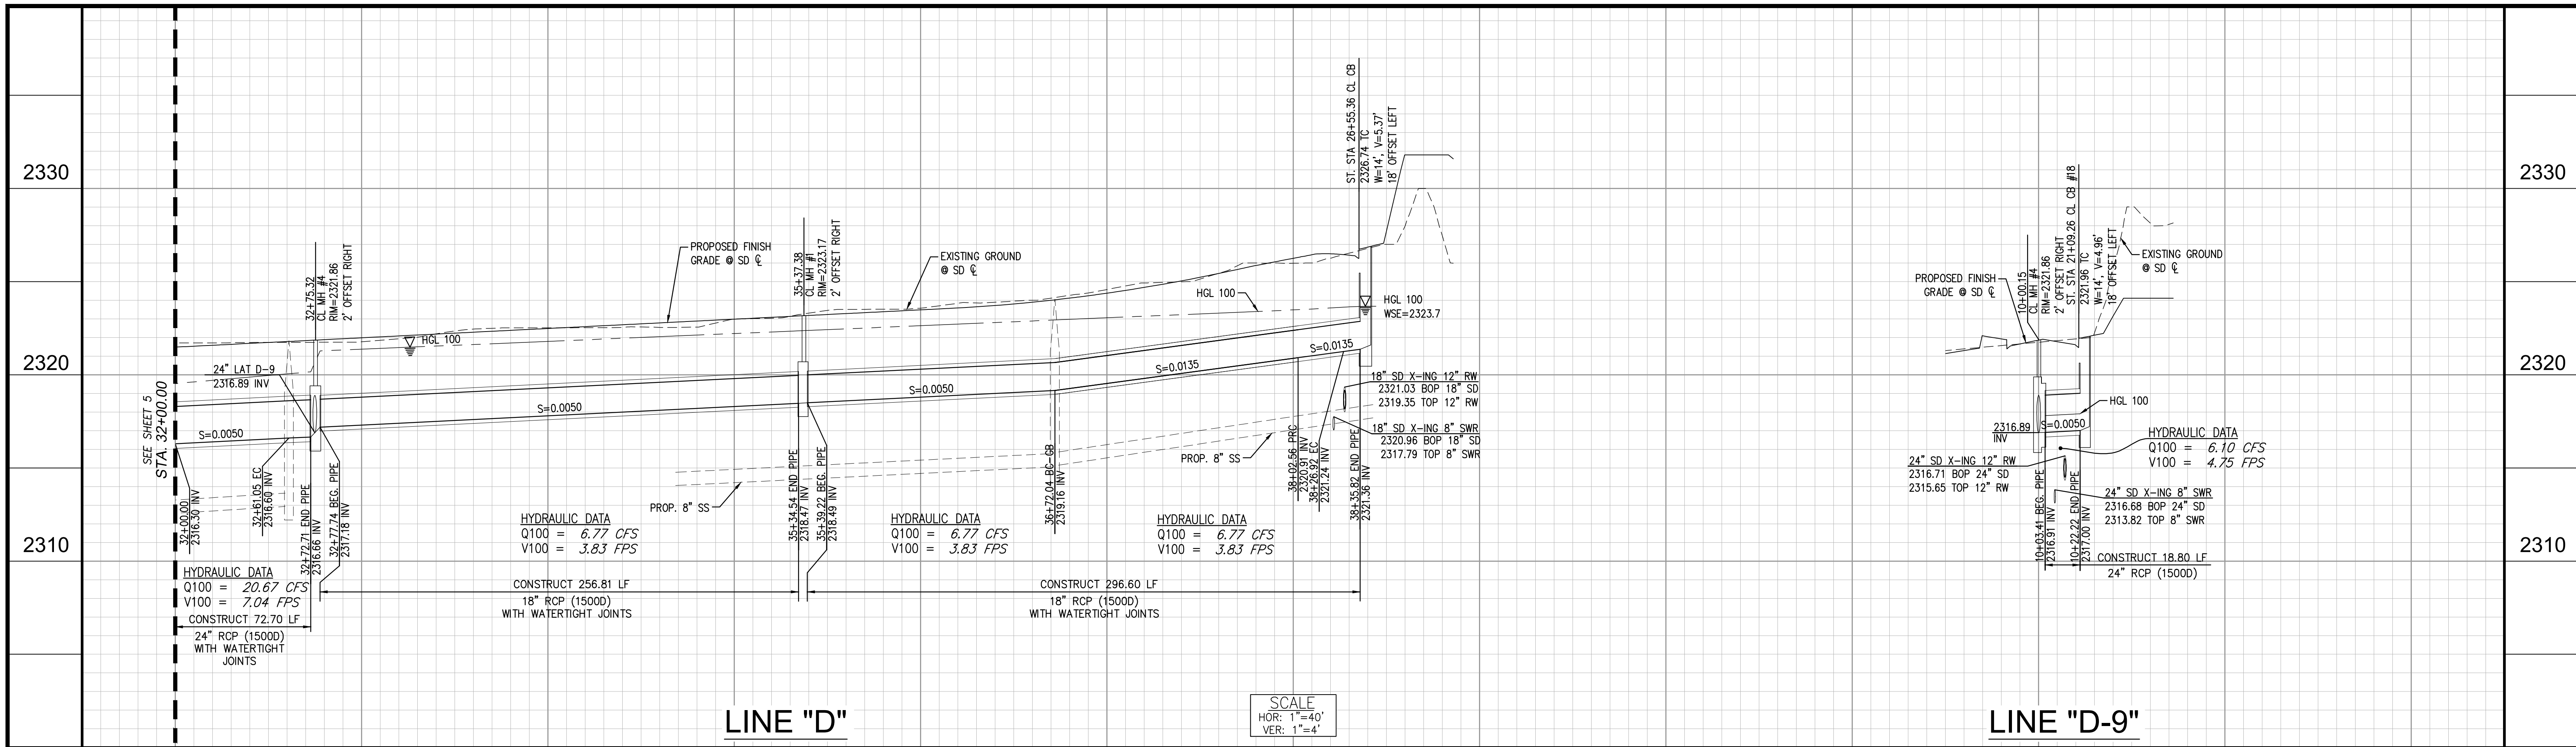 2330
2320
2310
SEE SHEET 5
STA. 32+00.00
32+75.32
CL MH #4
RIM=2321.86
2' OFFSET RIGHT
24" LAT D-9
2316.89 INV
HGL 100
PROPOSED FINISH
GRADE @ SD ℄
35+37.38
CL MH #1
RIM=2323.17
2' OFFSET RIGHT
EXISTING GROUND
@ SD ℄
HGL 100
ST. STA 26+55.36 CL CB
2326.74 TC
W=14', V=5.37'
18' OFFSET LEFT
HGL 100
WSE=2323.7
S=0.0050
S=0.0050
S=0.0050
S=0.0135
S=0.0135
18" SD X-ING 12" RW
2321.03 BOP 18" SD
2319.35 TOP 12" RW
18" SD X-ING 8" SWR
2320.96 BOP 18" SD
2317.79 TOP 8" SWR
PROP. 8" SS
PROP. 8" SS
32+00.00
2316.30 INV
32+61.05 EC
2316.60 INV
32+72.71 END PIPE
2316.66 INV
32+77.74 BEG. PIPE
2317.18 INV
35+34.54 END PIPE
2318.47 INV
35+39.22 BEG. PIPE
2318.49 INV
36+72.04 BC-GB
2319.16 INV
38+02.56 PRC
2320.91 INV
38+26.92 EC
2321.24 INV
38+35.82 END PIPE
2321.36 INV
HYDRAULIC DATA
Q100 = 20.67 CFS
V100 = 7.04 FPS
CONSTRUCT 72.70 LF
24" RCP (1500D)
WITH WATERTIGHT
JOINTS
HYDRAULIC DATA
Q100 = 6.77 CFS
V100 = 3.83 FPS
CONSTRUCT 256.81 LF
18" RCP (1500D)
WITH WATERTIGHT JOINTS
HYDRAULIC DATA
Q100 = 6.77 CFS
V100 = 3.83 FPS
HYDRAULIC DATA
Q100 = 6.77 CFS
V100 = 3.83 FPS
CONSTRUCT 296.60 LF
18" RCP (1500D)
WITH WATERTIGHT JOINTS
LINE "D"
SCALE
HOR: 1"=40'
VER: 1"=4'
PROPOSED FINISH
GRADE @ SD ℄
10+00.15
CL MH #4
RIM=2321.86
2' OFFSET RIGHT
ST. STA 21+09.26 CL CB #18
2321.96 TC
W=14', V=4.96'
18' OFFSET LEFT
EXISTING GROUND
@ SD ℄
HGL 100
2316.89
INV
S=0.0050
HYDRAULIC DATA
Q100 = 6.10 CFS
V100 = 4.75 FPS
24" SD X-ING 12" RW
2316.71 BOP 24" SD
2315.65 TOP 12" RW
24" SD X-ING 8" SWR
2316.68 BOP 24" SD
2313.82 TOP 8" SWR
10+03.41 BEG. PIPE
2316.91 INV
10+22.22 END PIPE
2317.00 INV
CONSTRUCT 18.80 LF
24" RCP (1500D)
LINE "D-9"
2330
2320
2310